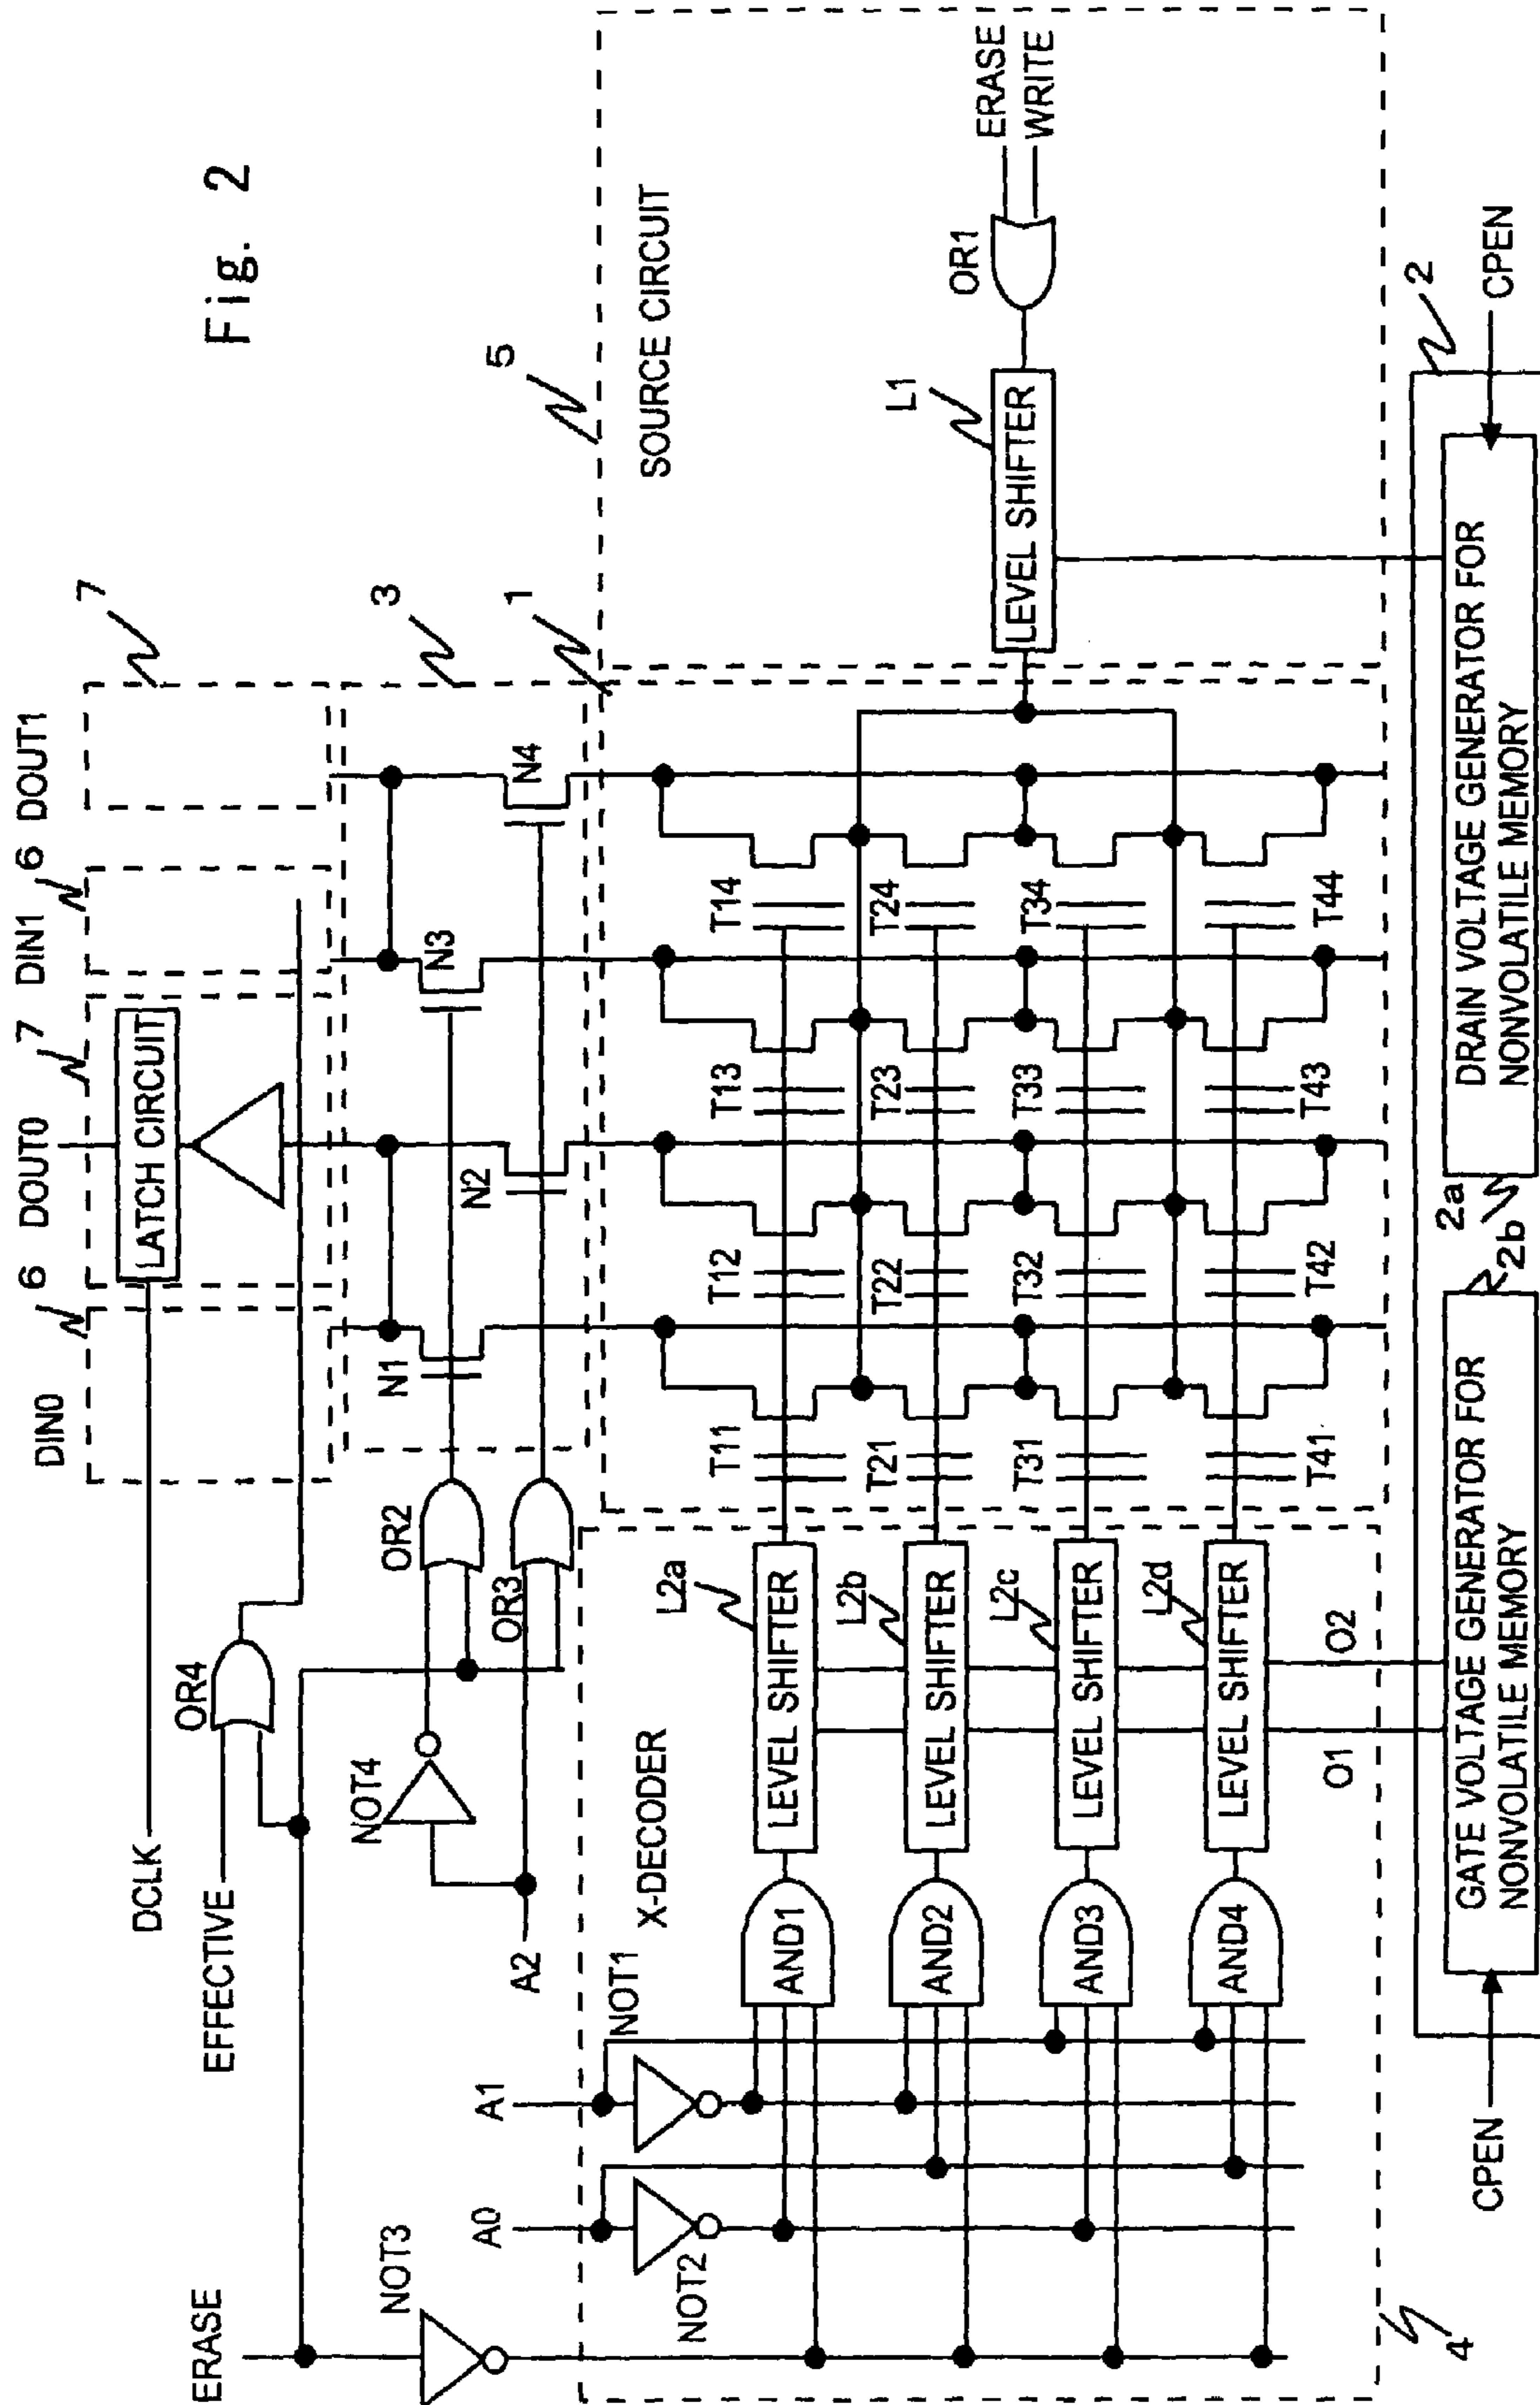 Fig. 2
DIN0
6
DOUT0
7
DIN1
6
DOUT1
7
LATCH CIRCUIT
DCLK
EFFECTIVE
OR4
ERASE
NOT3
NOT4
A2
OR2
OR3
N1
N2
N3
N4
3
1
5
A0
A1
NOT1
NOT2
X-DECODER
AND1
AND2
AND3
AND4
LEVEL SHIFTER
L2a
LEVEL SHIFTER
L2b
LEVEL SHIFTER
L2c
LEVEL SHIFTER
L2d
O1
O2
T11
T12
T13
T14
T21
T22
T23
T24
T31
T32
T33
T34
T41
T42
T43
T44
SOURCE CIRCUIT
L1
LEVEL SHIFTER
OR1
ERASE
WRITE
4
CPEN
GATE VOLTAGE GENERATOR FOR
NONVOLATILE MEMORY
2a
2b
DRAIN VOLTAGE GENERATOR FOR
NONVOLATILE MEMORY
2
CPEN